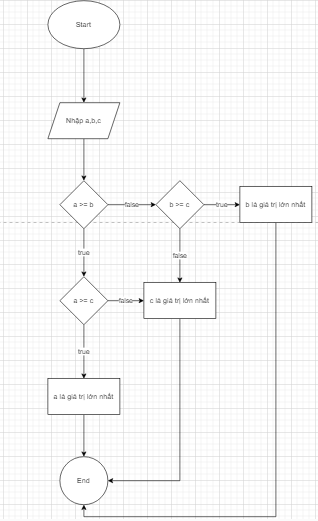 Start
Nhập a,b,c
a >= b
false
b >= c
true
b là giá trị lớn nhất
true
false
a >= c
false
c là giá trị lớn nhất
true
a là giá trị lớn nhất
End